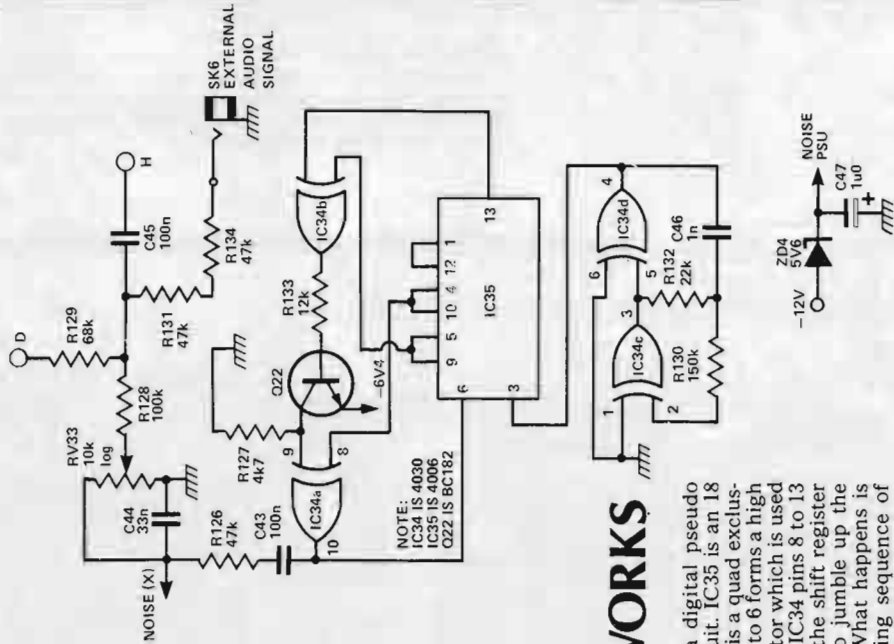 NOISE (X)
RV33
10k
log
C44
33n
R128
100k
R129
68k
D
C45
100n
H
R131
47k
R134
47k
SK6
EXTERNAL
AUDIO
SIGNAL
R126
47k
C43
100n
R127
4k7
Q22
R133
12k
IC34b
-6V4
9
8
IC34a
10
NOTE:
IC34 IS 4030
IC35 IS 4006
Q22 IS BC182
9
5
10
4
12
1
IC35
6
3
13
1
2
3
IC34c
6
5
4
IC34d
R130
150k
R132
22k
C46
1n
-12V
ZD4
5V6
NOISE
PSU
C47
1u0
+
WORKS
a digital pseudo
uit. IC35 is an 18
is a quad exclus-
to 6 forms a high
tor which is used
IC34 pins 8 to 13
the shift register
o jumble up the
What happens is
ing sequence of